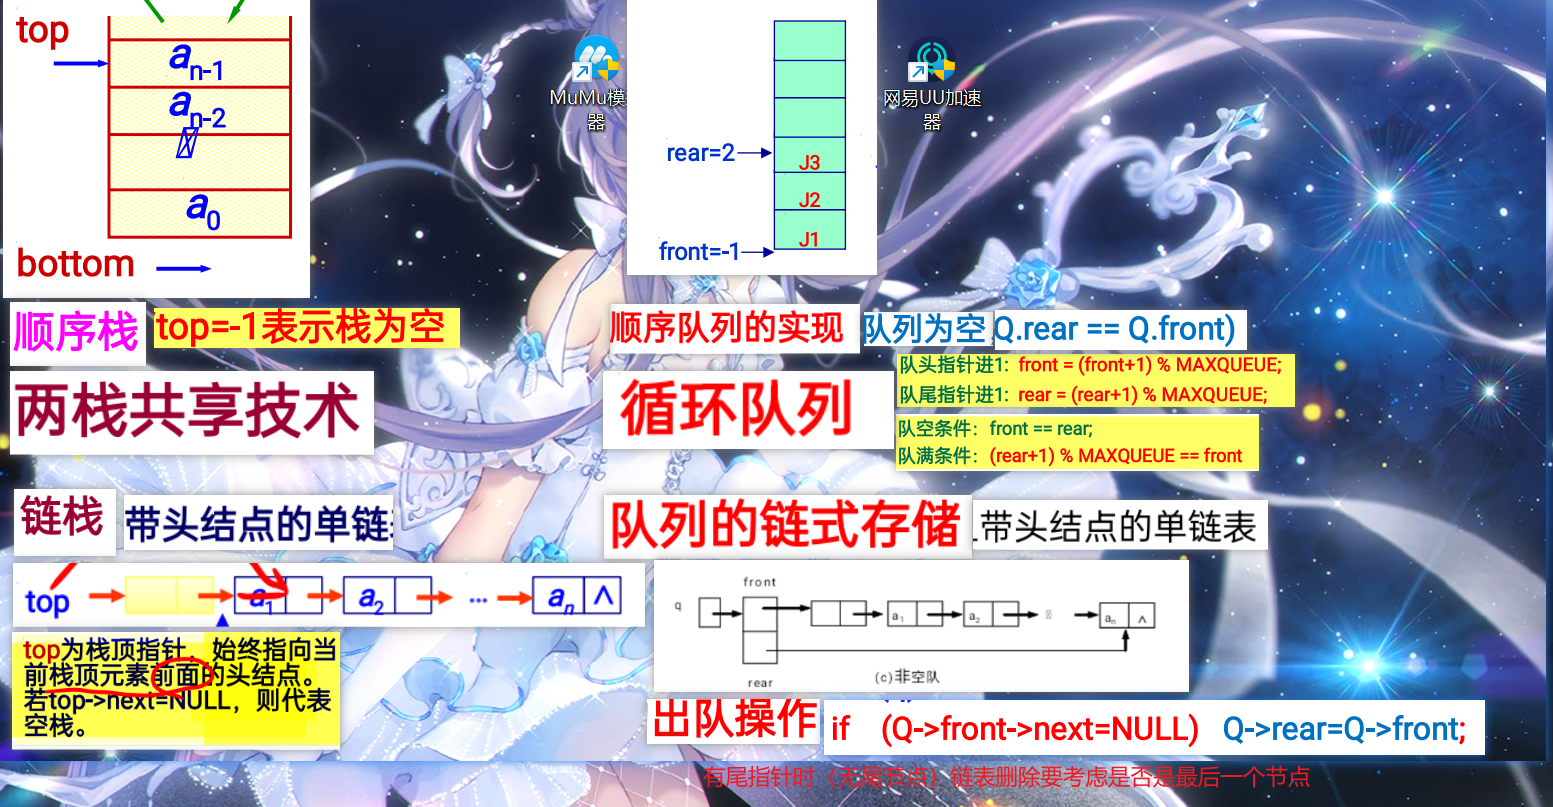 top
a n-1
a n-2
a 0
bottom
MuMu模
器
rear=2
J3
J2
J1
front=-1
网易UU加速
器
顺序栈
top=-1表示栈为空
顺序队列的实现
队列为空
Q.rear == Q.front)
两栈共享技术
循环队列
队头指针进1: front = (front+1) % MAXQUEUE;
队尾指针进1: rear = (rear+1) % MAXQUEUE;
队空条件: front == rear;
队满条件: (rear+1) % MAXQUEUE == front
链栈
带头结点的单链
队列的链式存储
带头结点的单链表
top
a1
a2
...
an ∧
top为栈顶指针，始终指向当
前栈顶元素前面的头结点。
若top->next=NULL，则代表
空栈。
front
q
a1
a2
an ∧
rear
(c)非空队
出队操作
if (Q->front->next=NULL) Q->rear=Q->front;
有尾指针时（无尾节点）链表删除要考虑是否是最后一个节点